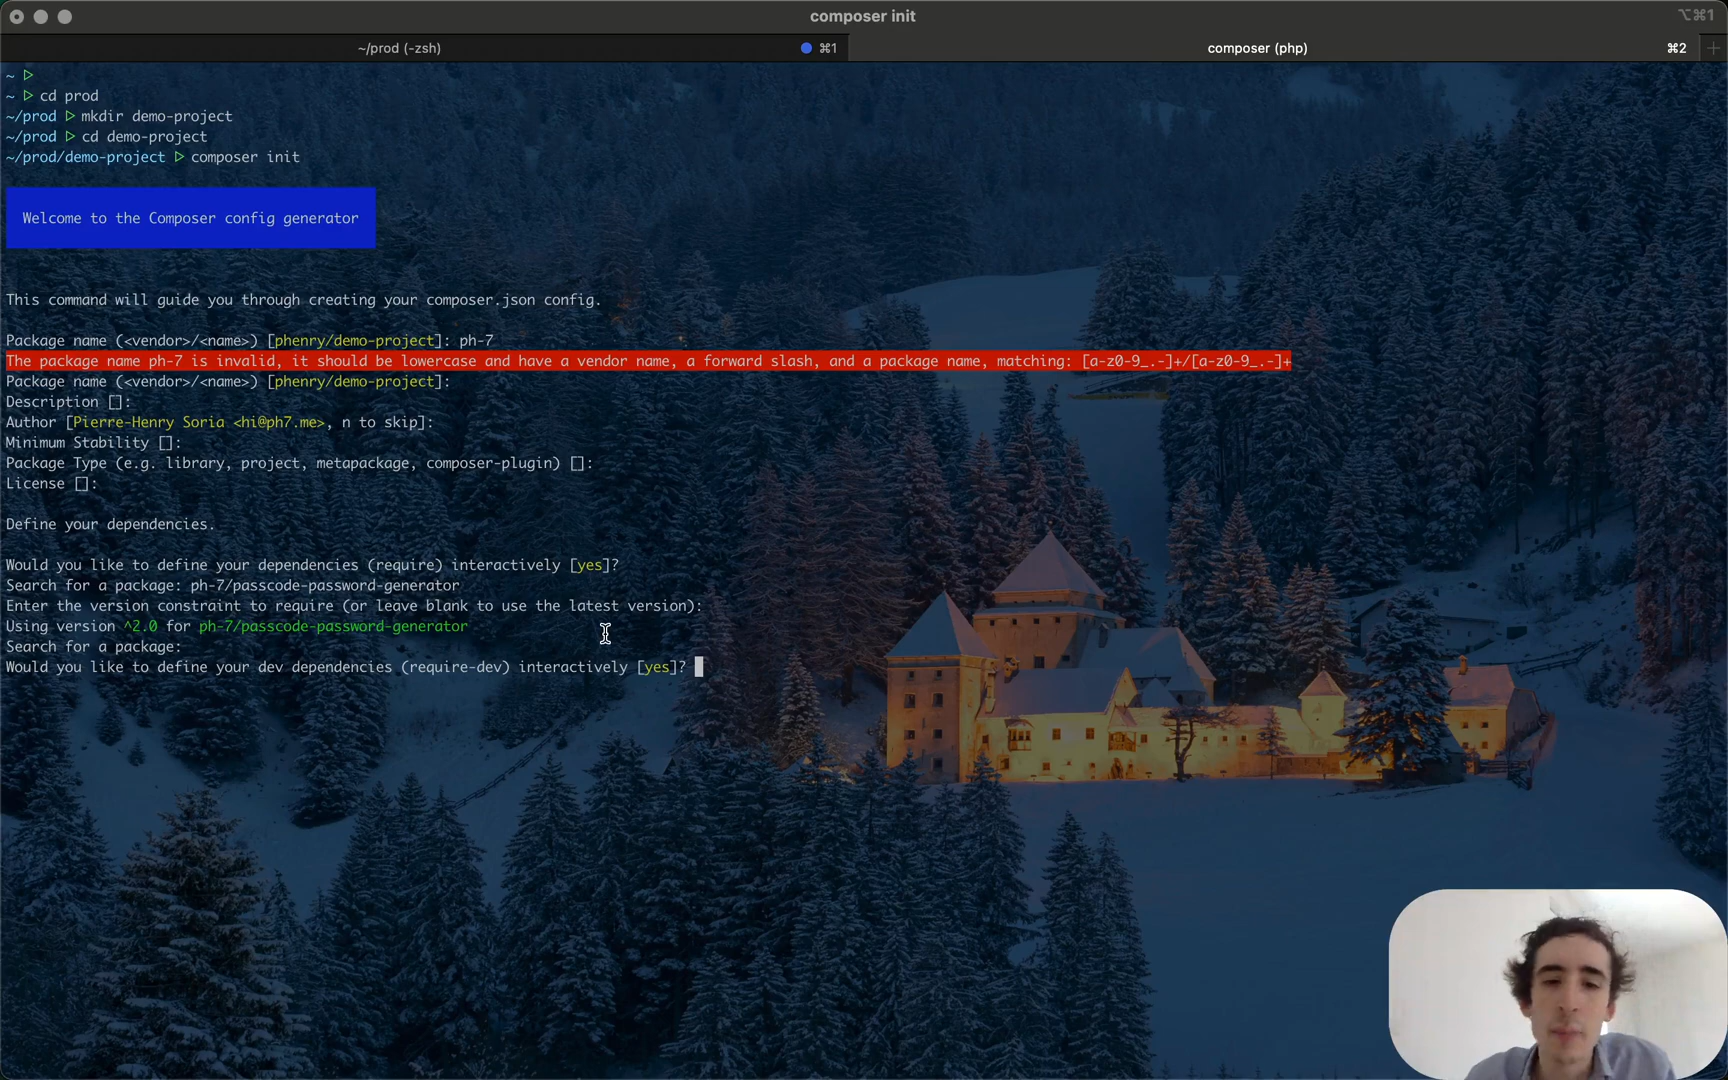 composer init
⌥⌘1
~/prod (-zsh)
⌘1
composer (php)
⌘2
~ ▷
~ ▷ cd prod
~/prod ▷ mkdir demo-project
~/prod ▷ cd demo-project
~/prod/demo-project ▷ composer init
Welcome to the Composer config generator
This command will guide you through creating your composer.json config.
Package name (<vendor>/<name>) [phenry/demo-project]: ph-7
The package name ph-7 is invalid, it should be lowercase and have a vendor name, a forward slash, and a package name, matching: [a-z0-9_.-]+/[a-z0-9_.-]+
Package name (<vendor>/<name>) [phenry/demo-project]:
Description []:
Author [Pierre-Henry Soria <hi@ph7.me>, n to skip]:
Minimum Stability []:
Package Type (e.g. library, project, metapackage, composer-plugin) []:
License []:
Define your dependencies.
Would you like to define your dependencies (require) interactively [yes]?
Search for a package: ph-7/passcode-password-generator
Enter the version constraint to require (or leave blank to use the latest version):
Using version ^2.0 for ph-7/passcode-password-generator
Search for a package:
Would you like to define your dev dependencies (require-dev) interactively [yes]?